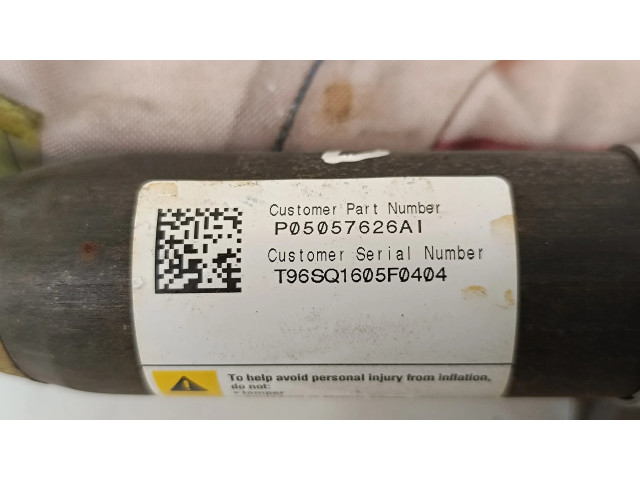 Customer Part Number
P05057626AI
Customer Serial Number
T96SQ1605F0404
To help avoid personal injury from inflation,
do not: